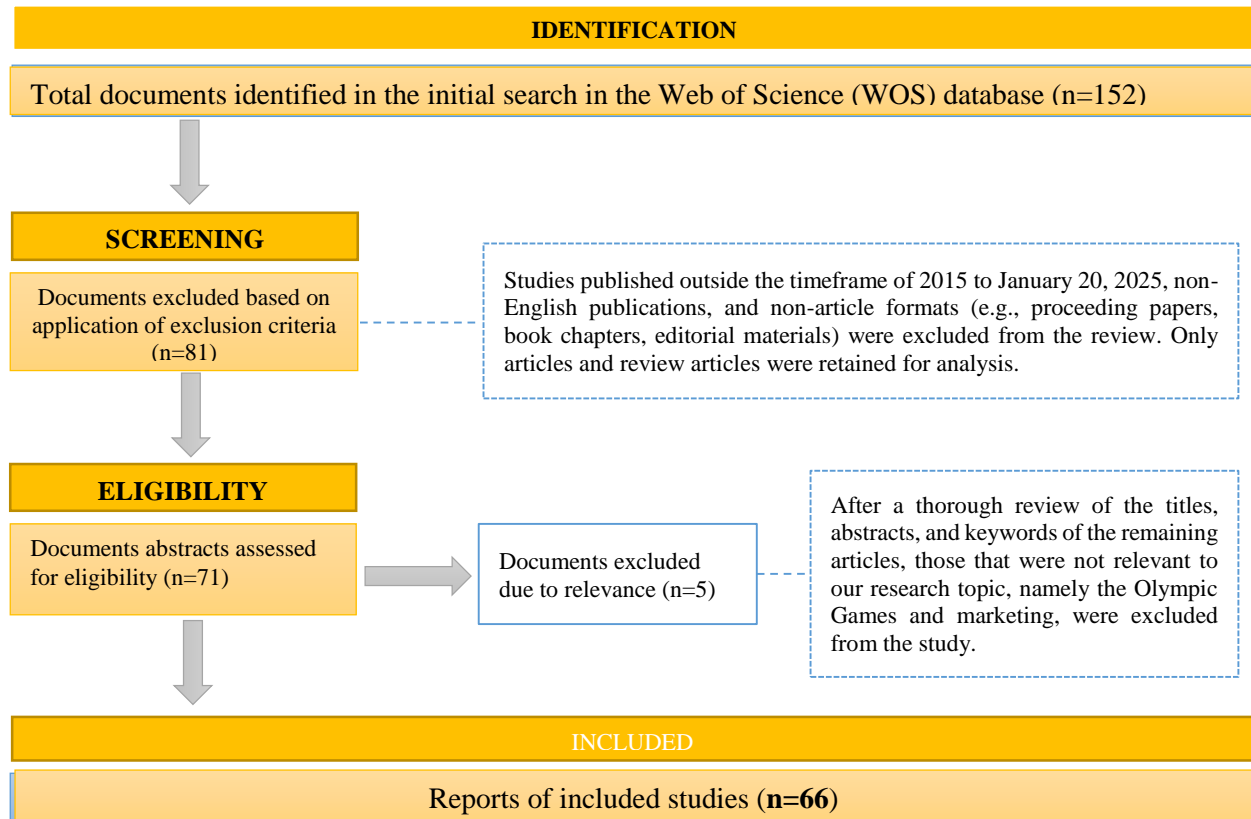 IDENTIFICATION
Total documents identified in the initial search in the Web of Science (WOS) database (n=152)
SCREENING
Documents excluded based on
application of exclusion criteria
(n=81)
Studies published outside the timeframe of 2015 to January 20, 2025, non-
English publications, and non-article formats (e.g., proceeding papers,
book chapters, editorial materials) were excluded from the review. Only
articles and review articles were retained for analysis.
ELIGIBILITY
Documents abstracts assessed
for eligibility (n=71)
Documents excluded
due to relevance (n=5)
After a thorough review of the titles,
abstracts, and keywords of the remaining
articles, those that were not relevant to
our research topic, namely the Olympic
Games and marketing, were excluded
from the study.
INCLUDED
Reports of included studies (n=66)